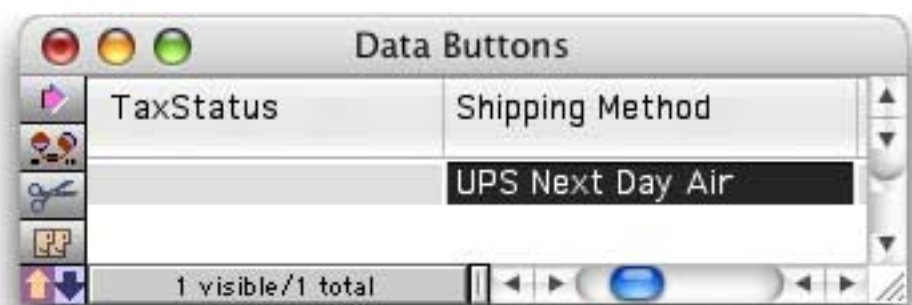 Data Buttons
TaxStatus Shipping Method
UPS Next Day Air
1 visible/1 total